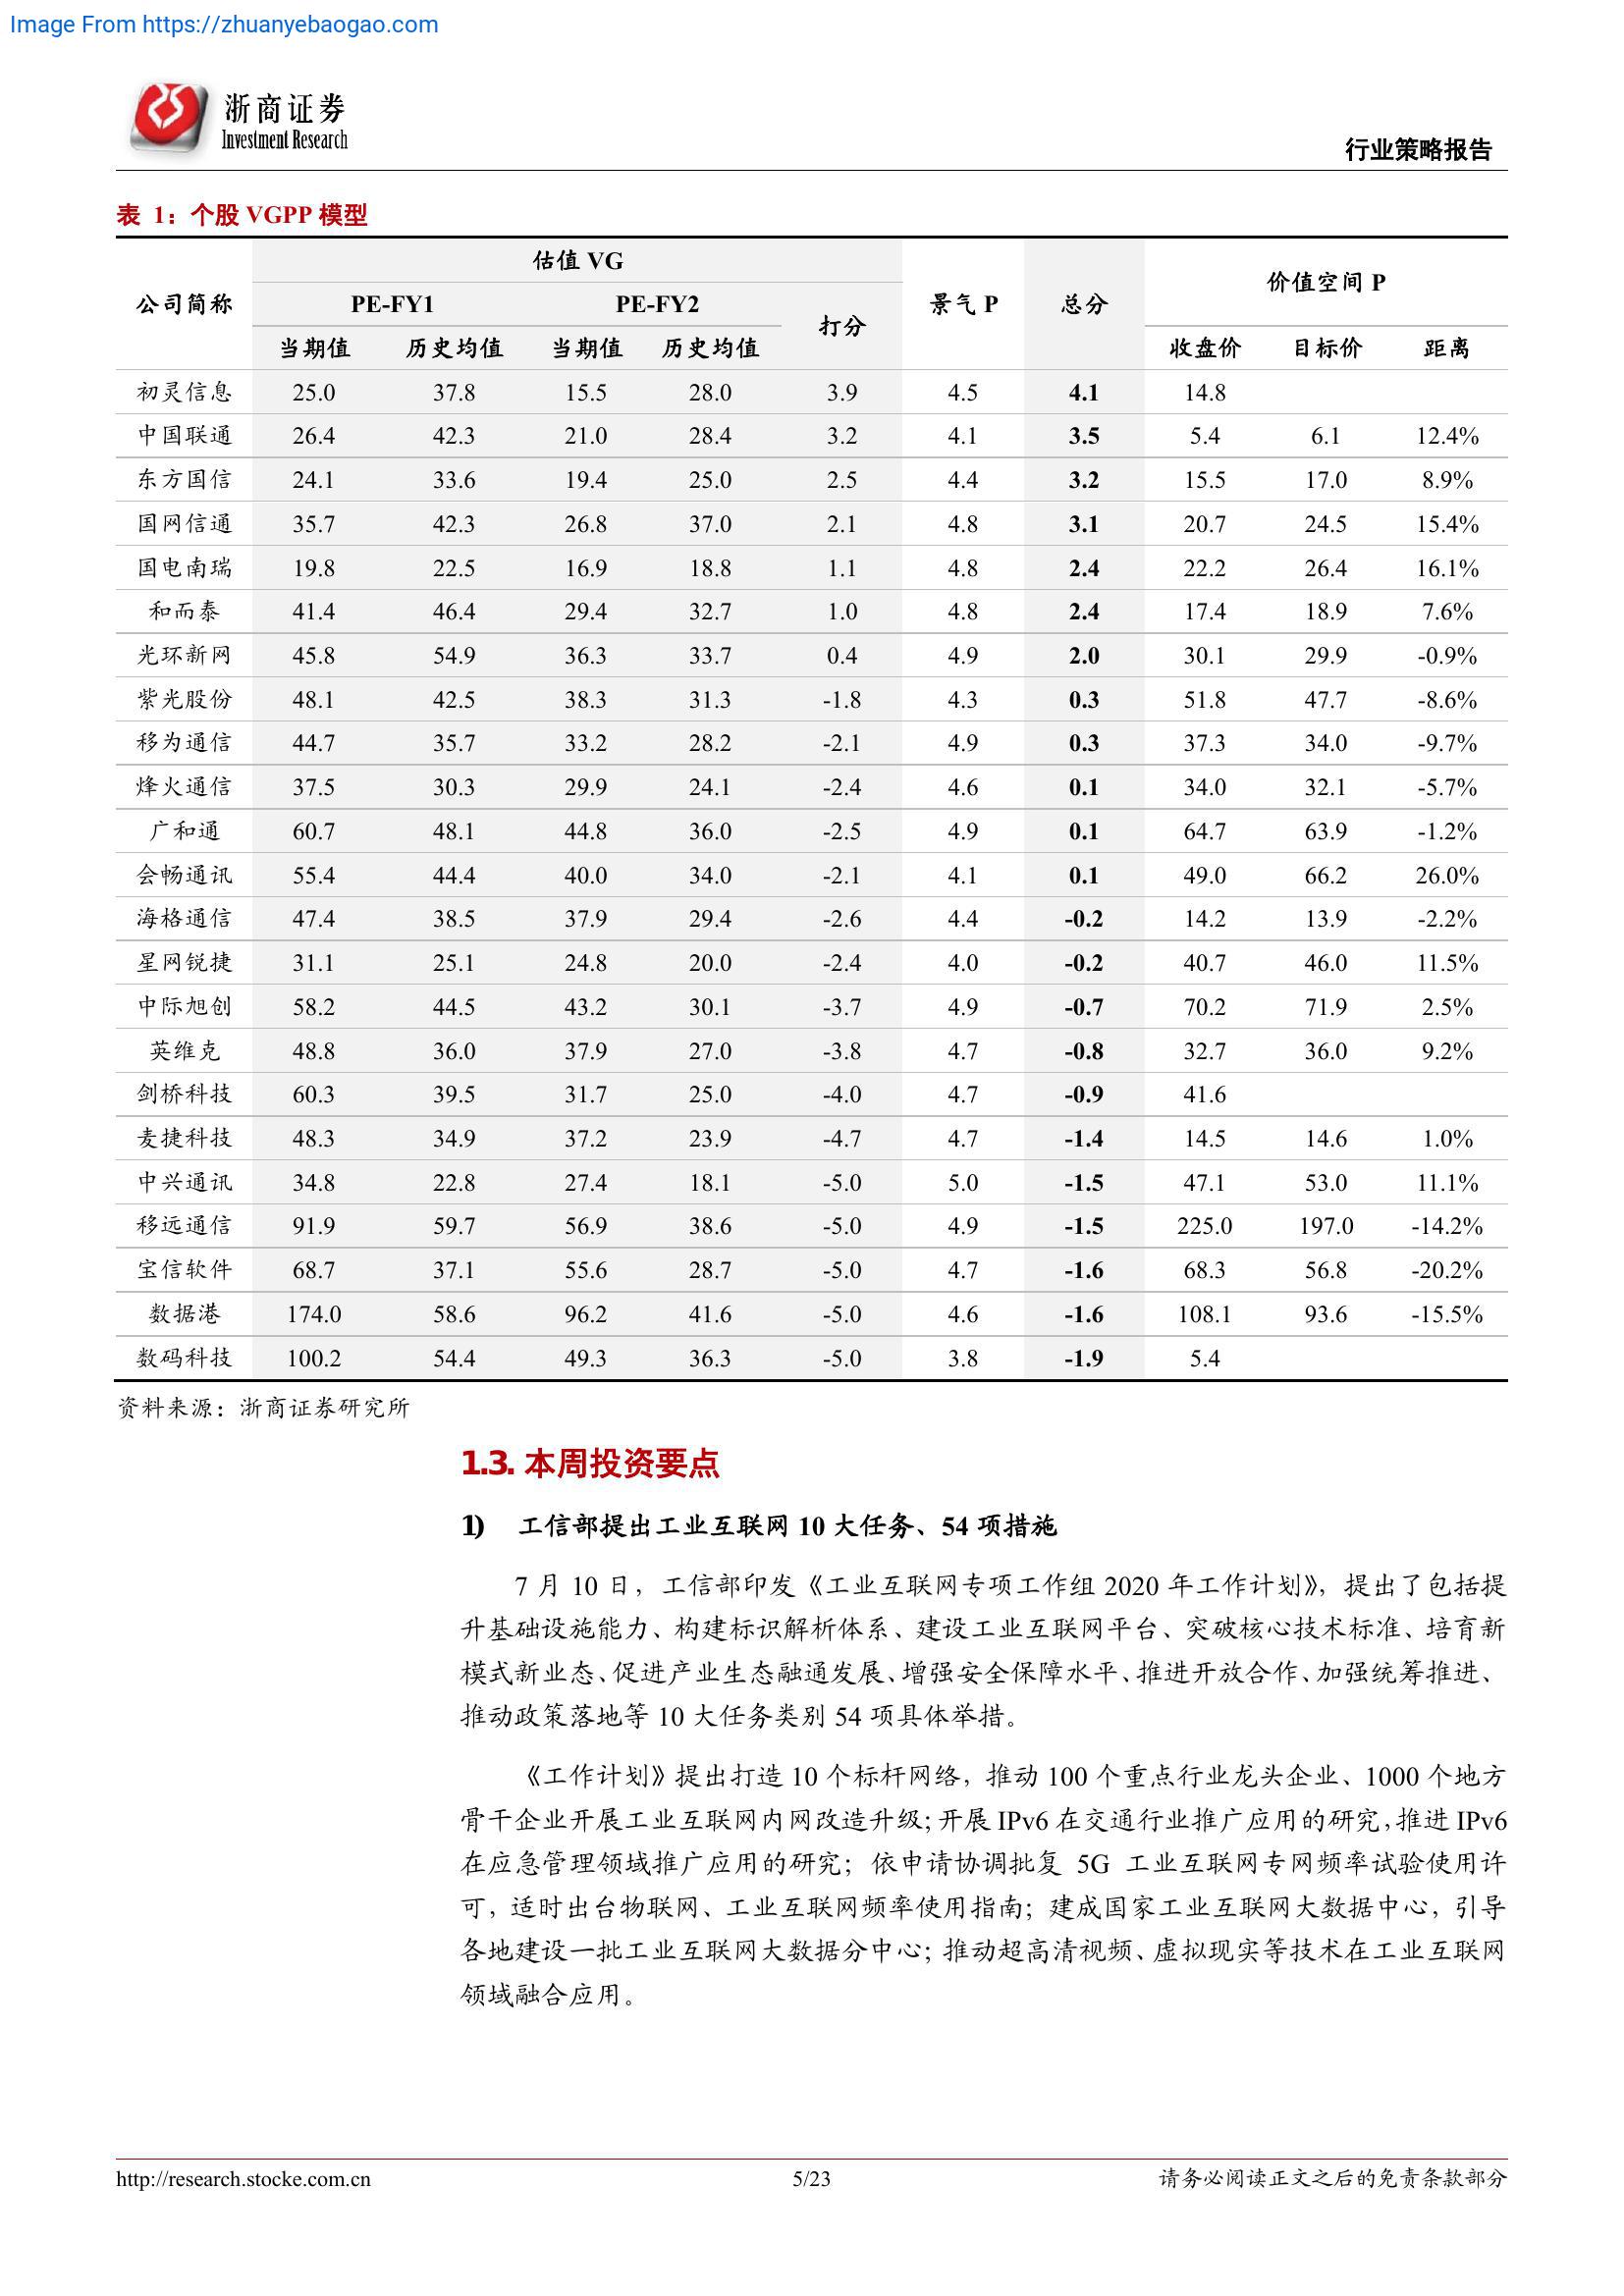 Image From https://zhuanyebaogao.com
浙商证券
Investment Research
行业策略报告
表 1：个股 VGPP 模型
公司简称 估值 VG 景气 P 总分 价值空间 P
PE-FY1 PE-FY2 打分
当期值 历史均值 当期值 历史均值 收盘价 目标价 距离
初灵信息 25.0 37.8 15.5 28.0 3.9 4.5 4.1 14.8
中国联通 26.4 42.3 21.0 28.4 3.2 4.1 3.5 5.4 6.1 12.4%
东方国信 24.1 33.6 19.4 25.0 2.5 4.4 3.2 15.5 17.0 8.9%
国网信通 35.7 42.3 26.8 37.0 2.1 4.8 3.1 20.7 24.5 15.4%
国电南瑞 19.8 22.5 16.9 18.8 1.1 4.8 2.4 22.2 26.4 16.1%
和而泰 41.4 46.4 29.4 32.7 1.0 4.8 2.4 17.4 18.9 7.6%
光环新网 45.8 54.9 36.3 33.7 0.4 4.9 2.0 30.1 29.9 -0.9%
紫光股份 48.1 42.5 38.3 31.3 -1.8 4.3 0.3 51.8 47.7 -8.6%
移为通信 44.7 35.7 33.2 28.2 -2.1 4.9 0.3 37.3 34.0 -9.7%
烽火通信 37.5 30.3 29.9 24.1 -2.4 4.6 0.1 34.0 32.1 -5.7%
广和通 60.7 48.1 44.8 36.0 -2.5 4.9 0.1 64.7 63.9 -1.2%
会畅通讯 55.4 44.4 40.0 34.0 -2.1 4.1 0.1 49.0 66.2 26.0%
海格通信 47.4 38.5 37.9 29.4 -2.6 4.4 -0.2 14.2 13.9 -2.2%
星网锐捷 31.1 25.1 24.8 20.0 -2.4 4.0 -0.2 40.7 46.0 11.5%
中际旭创 58.2 44.5 43.2 30.1 -3.7 4.9 -0.7 70.2 71.9 2.5%
英维克 48.8 36.0 37.9 27.0 -3.8 4.7 -0.8 32.7 36.0 9.2%
剑桥科技 60.3 39.5 31.7 25.0 -4.0 4.7 -0.9 41.6
麦捷科技 48.3 34.9 37.2 23.9 -4.7 4.7 -1.4 14.5 14.6 1.0%
中兴通讯 34.8 22.8 27.4 18.1 -5.0 5.0 -1.5 47.1 53.0 11.1%
移远通信 91.9 59.7 56.9 38.6 -5.0 4.9 -1.5 225.0 197.0 -14.2%
宝信软件 68.7 37.1 55.6 28.7 -5.0 4.7 -1.6 68.3 56.8 -20.2%
数据港 174.0 58.6 96.2 41.6 -5.0 4.6 -1.6 108.1 93.6 -15.5%
数码科技 100.2 54.4 49.3 36.3 -5.0 3.8 -1.9 5.4
资料来源：浙商证券研究所
1.3. 本周投资要点
1) 工信部提出工业互联网 10 大任务、54 项措施
7 月 10 日，工信部印发《工业互联网专项工作组 2020 年工作计划》，提出了包括提
升基础设施能力、构建标识解析体系、建设工业互联网平台、突破核心技术标准、培育新
模式新业态、促进产业生态融通发展、增强安全保障水平、推进开放合作、加强统筹推进、
推动政策落地等 10 大任务类别 54 项具体举措。
《工作计划》提出打造 10 个标杆网络，推动 100 个重点行业龙头企业、1000 个地方
骨干企业开展工业互联网内网改造升级；开展 IPv6 在交通行业推广应用的研究，推进 IPv6
在应急管理领域推广应用的研究；依申请协调批复 5G 工业互联网专网频率试验使用许
可，适时出台物联网、工业互联网频率使用指南；建成国家工业互联网大数据中心，引导
各地建设一批工业互联网大数据分中心；推动超高清视频、虚拟现实等技术在工业互联网
领域融合应用。
http://research.stocke.com.cn 5/23 请务必阅读正文之后的免责条款部分